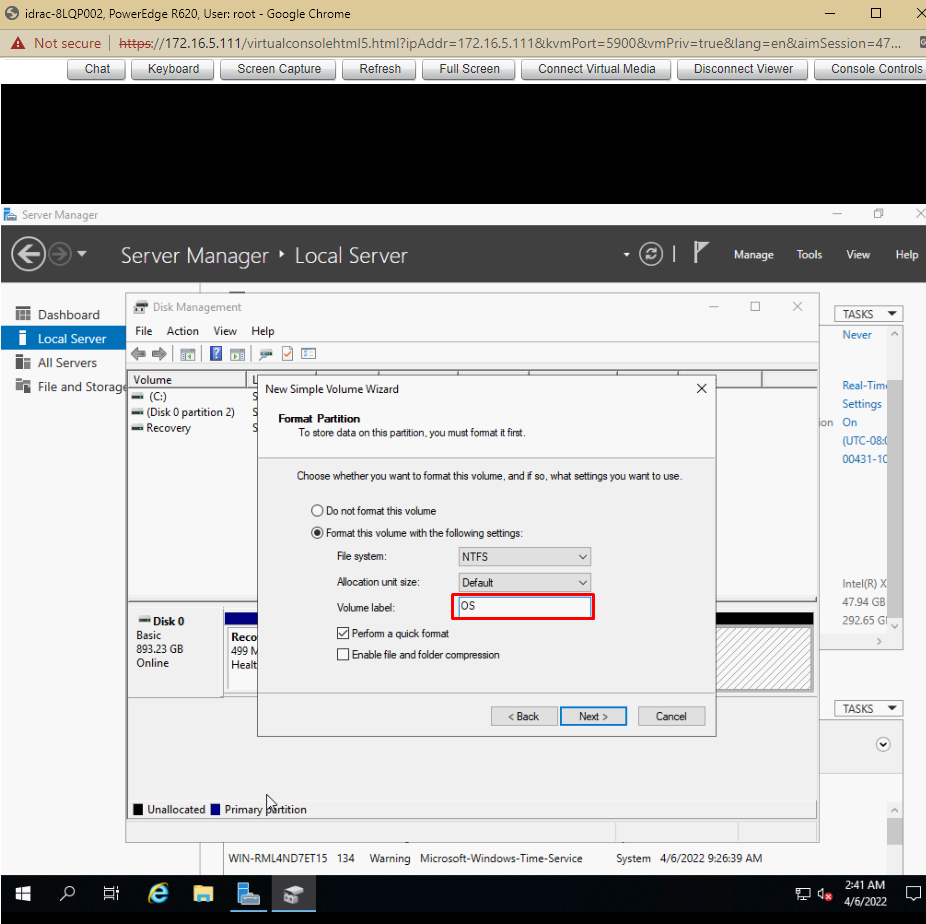 idrac-8LQP002, PowerEdge R620, User: root - Google Chrome
Not secure | https://172.16.5.111/virtualconsolehtml5.html?ipAddr=172.16.5.111&kvmPort=5900&vmPriv=true&lang=en&aimSession=47...
Chat Keyboard Screen Capture Refresh Full Screen Connect Virtual Media Disconnect Viewer Console Controls
Server Manager
Server Manager ‣ Local Server
Manage Tools View Help
Dashboard
Local Server
All Servers
File and Storag
Disk Management
File Action View Help
TASKS
Never
Real-Time
Settings
ion On
(UTC-08:0
00431-10
Intel(R) X
47.94 GB
292.65 G
Volume L
(C:) S
(Disk 0 partition 2) S
Recovery S
New Simple Volume Wizard
Format Partition
To store data on this partition, you must format it first.
Choose whether you want to format this volume, and if so, what settings you want to use.
Do not format this volume
Format this volume with the following settings:
File system: NTFS
Allocation unit size: Default
Volume label: OS
Perform a quick format
Enable file and folder compression
< Back Next > Cancel
Disk 0
Basic
893.23 GB
Online
Reco
499 M
Healt
TASKS
Unallocated Primary partition
WIN-RML4ND7ET15 134 Warning Microsoft-Windows-Time-Service System 4/6/2022 9:26:39 AM
2:41 AM
4/6/2022